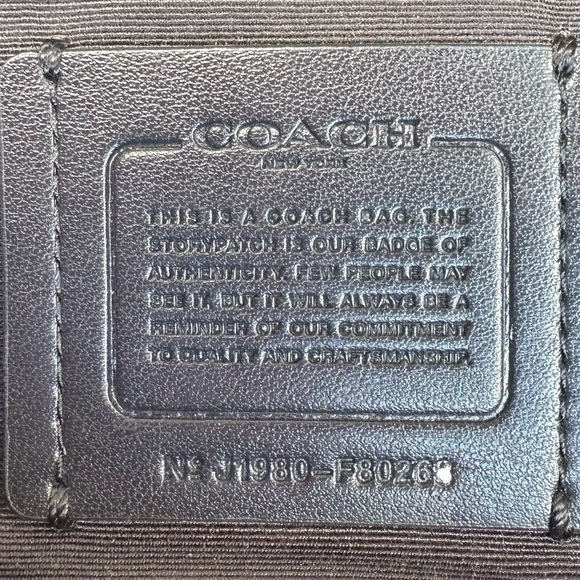 COACH
NEW YORK
THIS IS A COACH BAG. THE
STORYPATCH IS OUR BADGE OF
AUTHENTICITY. FEW PEOPLE MAY
SEE IT, BUT IT WILL ALWAYS BE A
REMINDER OF OUR COMMITMENT
TO QUALITY AND CRAFTSMANSHIP.
Nº J1980-F80268